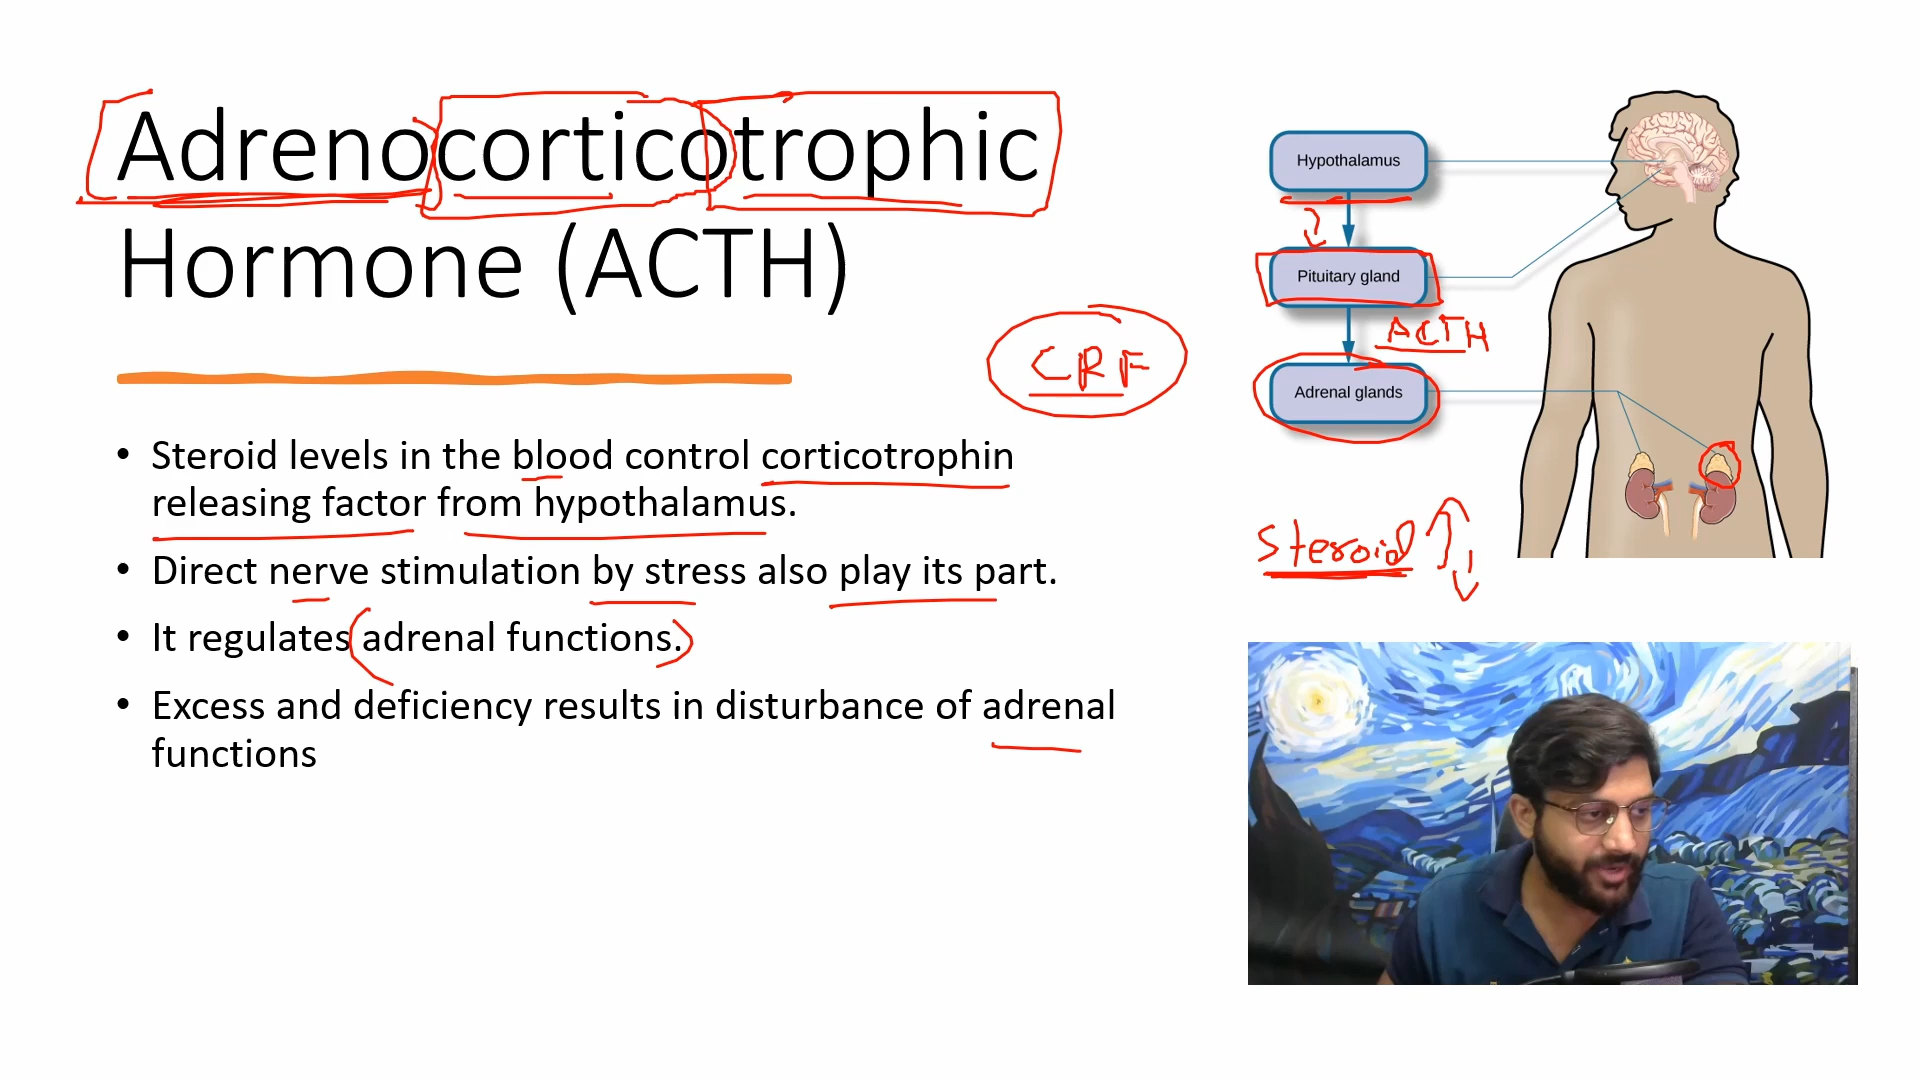 Adrenocorticotrophic
Hormone (ACTH)
CRF
• Steroid levels in the blood control corticotrophin
releasing factor from hypothalamus.
• Direct nerve stimulation by stress also play its part.
• It regulates adrenal functions.
• Excess and deficiency results in disturbance of adrenal
functions
Hypothalamus
Pituitary gland
ACTH
Adrenal glands
Steroid